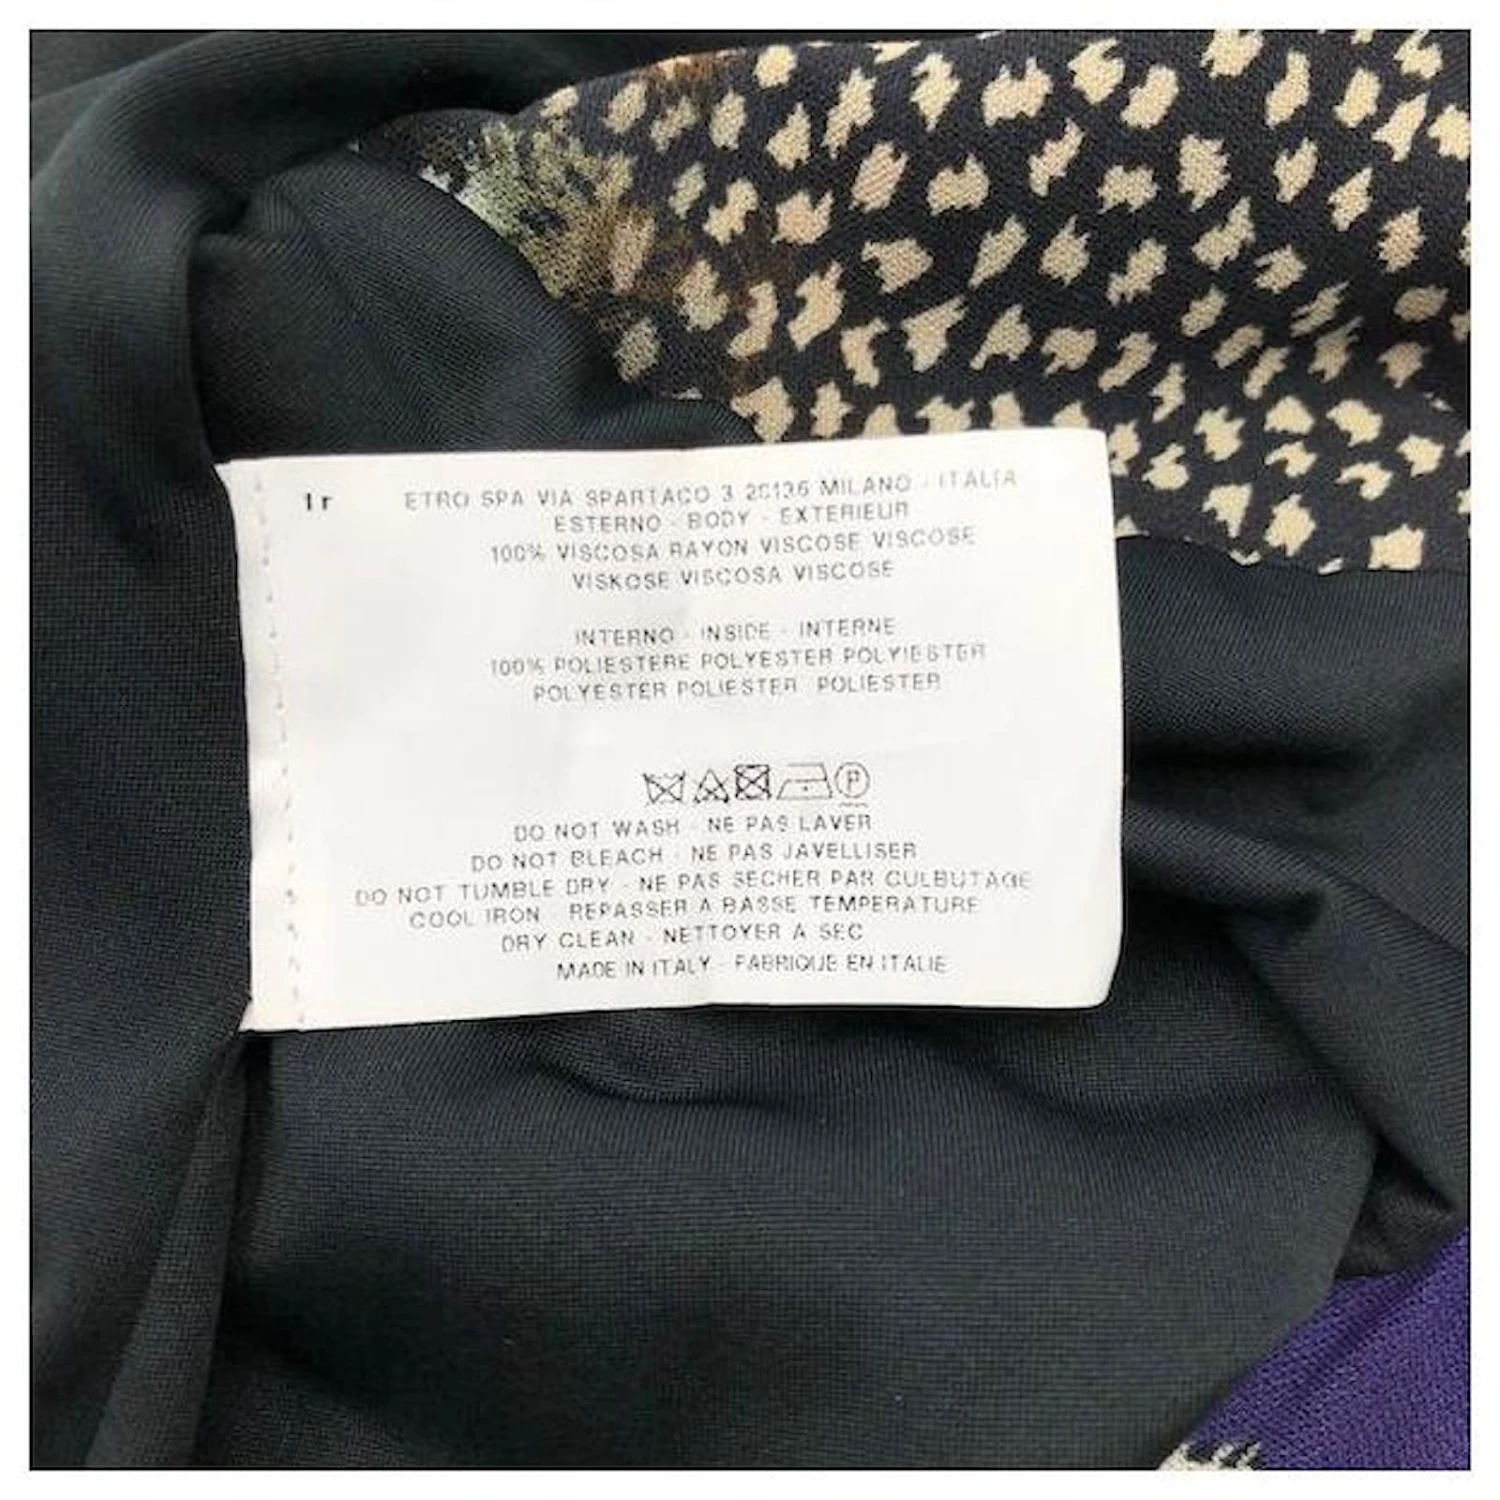 1r
ETRO SPA VIA SPARTACO 3 20135 MILANO - ITALIA
ESTERNO - BODY - EXTERIEUR
100% VISCOSA RAYON VISCOSE VISCOSE
VISKOSE VISCOSA VISCOSE
INTERNO - INSIDE - INTERNE
100% POLIESTERE POLYESTER POLYIESTER
POLYESTER POLIESTER POLIESTER
P
DO NOT WASH - NE PAS LAVER
DO NOT BLEACH - NE PAS JAVELLISER
DO NOT TUMBLE DRY - NE PAS SECHER PAR CULBUTAGE
COOL IRON - REPASSER A BASSE TEMPERATURE
DRY CLEAN - NETTOYER A SEC
MADE IN ITALY - FABRIQUE EN ITALIE